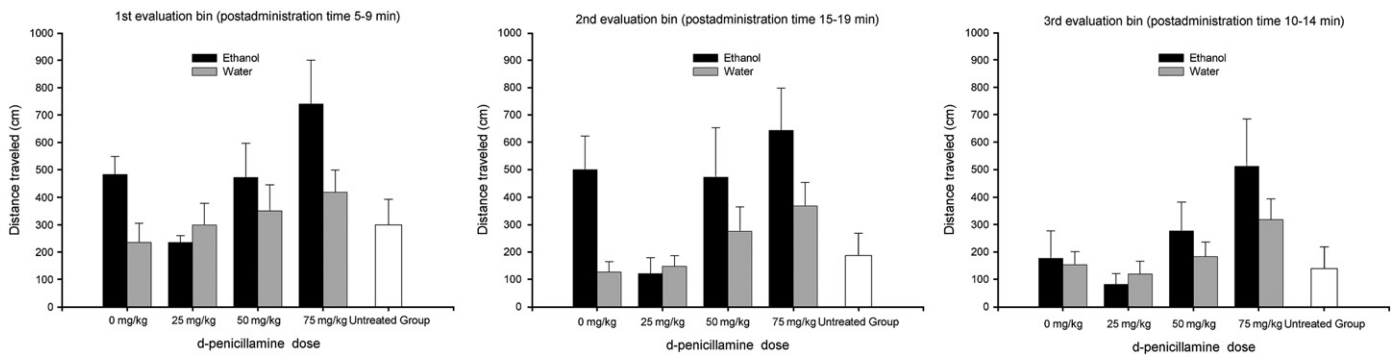 1st evaluation bin (postadministration time 5-9 min)
1000
900
800
700
600
500
400
300
200
100
0
Distance traveled (cm)
Ethanol
Water
0 mg/kg
25 mg/kg
50 mg/kg
75 mg/kg
Untreated Group
d-penicillamine dose
2nd evaluation bin (postadministration time 15-19 min)
1000
900
800
700
600
500
400
300
200
100
0
Distance traveled (cm)
Ethanol
Water
0 mg/kg
25 mg/kg
50 mg/kg
75 mg/kg
Untreated Group
d-penicillamine dose
3rd evaluation bin (postadministration time 10-14 min)
1000
900
800
700
600
500
400
300
200
100
0
Distance traveled (cm)
Ethanol
Water
0 mg/kg
25 mg/kg
50 mg/kg
75 mg/kg
Untreated Group
d-penicillamine dose